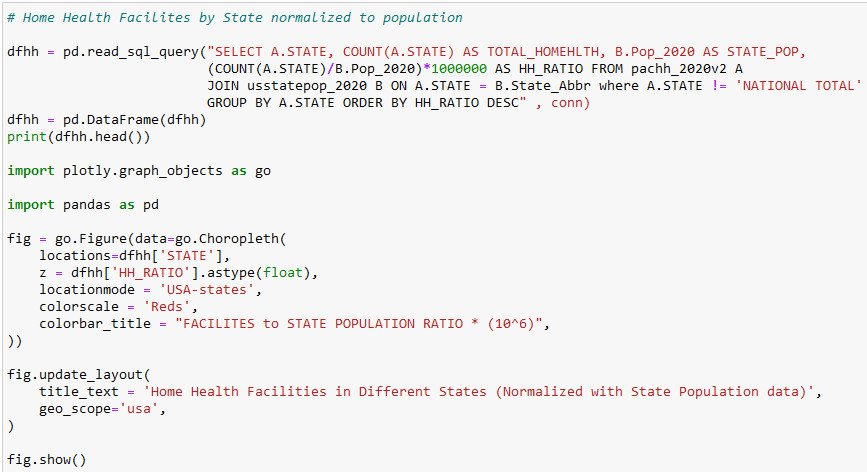 # Home Health Facilites by State normalized to population
dfhh = pd.read_sql_query("SELECT A.STATE, COUNT(A.STATE) AS TOTAL_HOMEHLTH, B.Pop_2020 AS STATE_POP,
(COUNT(A.STATE)/B.Pop_2020)*1000000 AS HH_RATIO FROM pachh_2020v2 A
JOIN usstatepop_2020 B ON A.STATE = B.State_Abbr where A.STATE != 'NATIONAL TOTAL'
GROUP BY A.STATE ORDER BY HH_RATIO DESC" , conn)
dfhh = pd.DataFrame(dfhh)
print(dfhh.head())
import plotly.graph_objects as go
import pandas as pd
fig = go.Figure(data=go.Choropleth(
locations=dfhh['STATE'],
z = dfhh['HH_RATIO'].astype(float),
locationmode = 'USA-states',
colorscale = 'Reds',
colorbar_title = "FACILITES to STATE POPULATION RATIO * (10^6)",
))
fig.update_layout(
title_text = 'Home Health Facilities in Different States (Normalized with State Population data)',
geo_scope='usa',
)
fig.show()